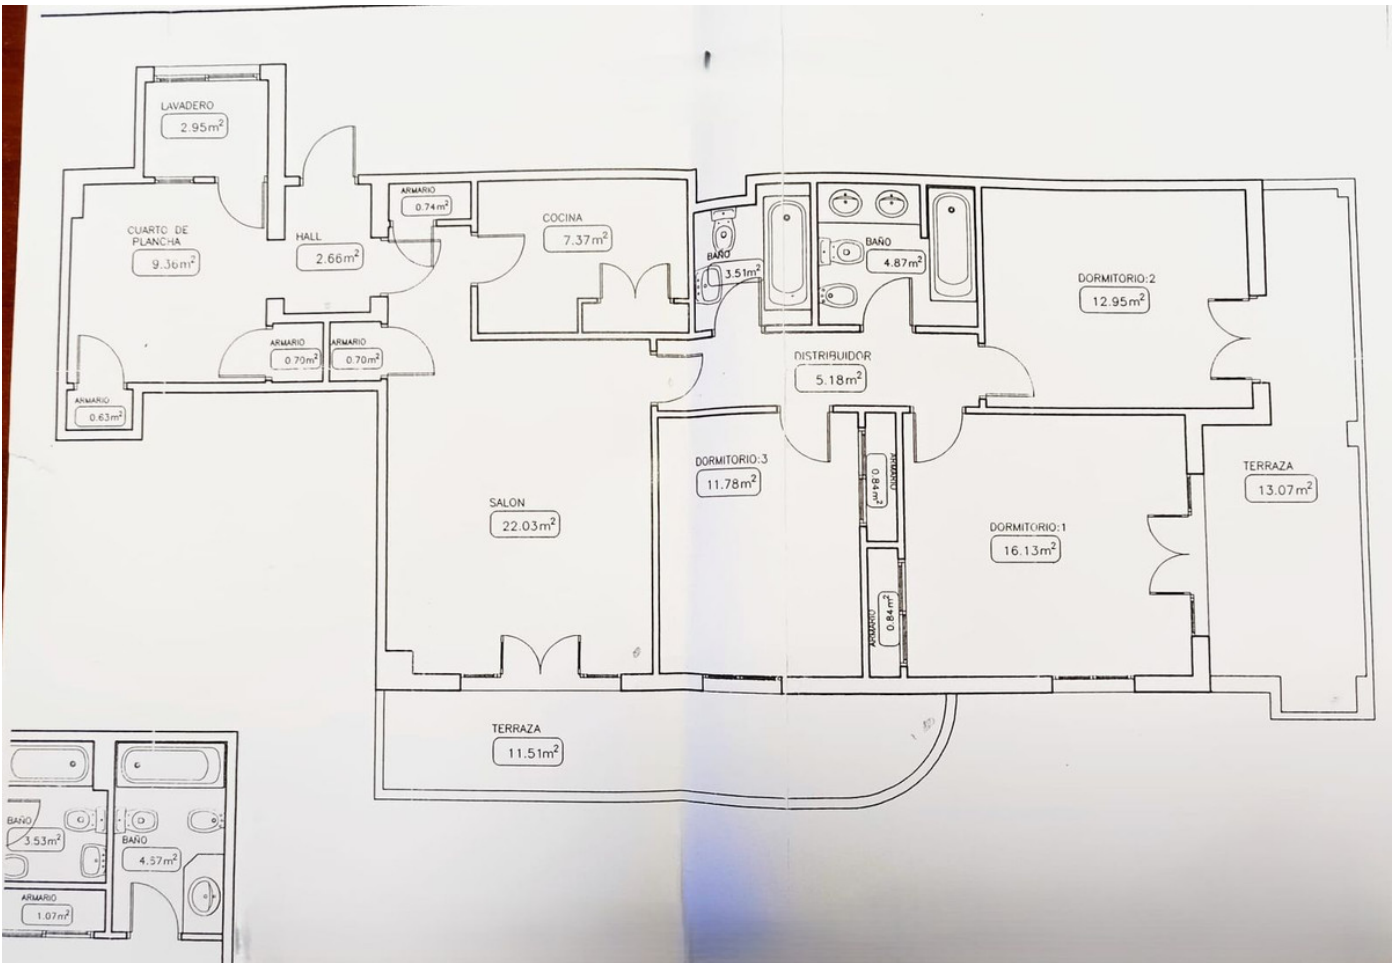 LAVADERO
2.95m²
CUARTO DE
PLANCHA
9.36m²
HALL
2.66m²
ARMARIO
0.74m²
COCINA
7.37m²
BAÑO
3.51m²
BAÑO
4.87m²
DORMITORIO:2
12.95m²
ARMARIO
0.70m²
ARMARIO
0.70m²
ARMARIO
0.63m²
DISTRIBUIDOR
5.18m²
SALON
22.03m²
DORMITORIO:3
11.78m²
ARMARIO
0.84m²
ARMARIO
0.84m²
DORMITORIO:1
16.13m²
TERRAZA
13.07m²
TERRAZA
11.51m²
BAÑO
3.53m²
BAÑO
4.57m²
ARMARIO
1.07m²